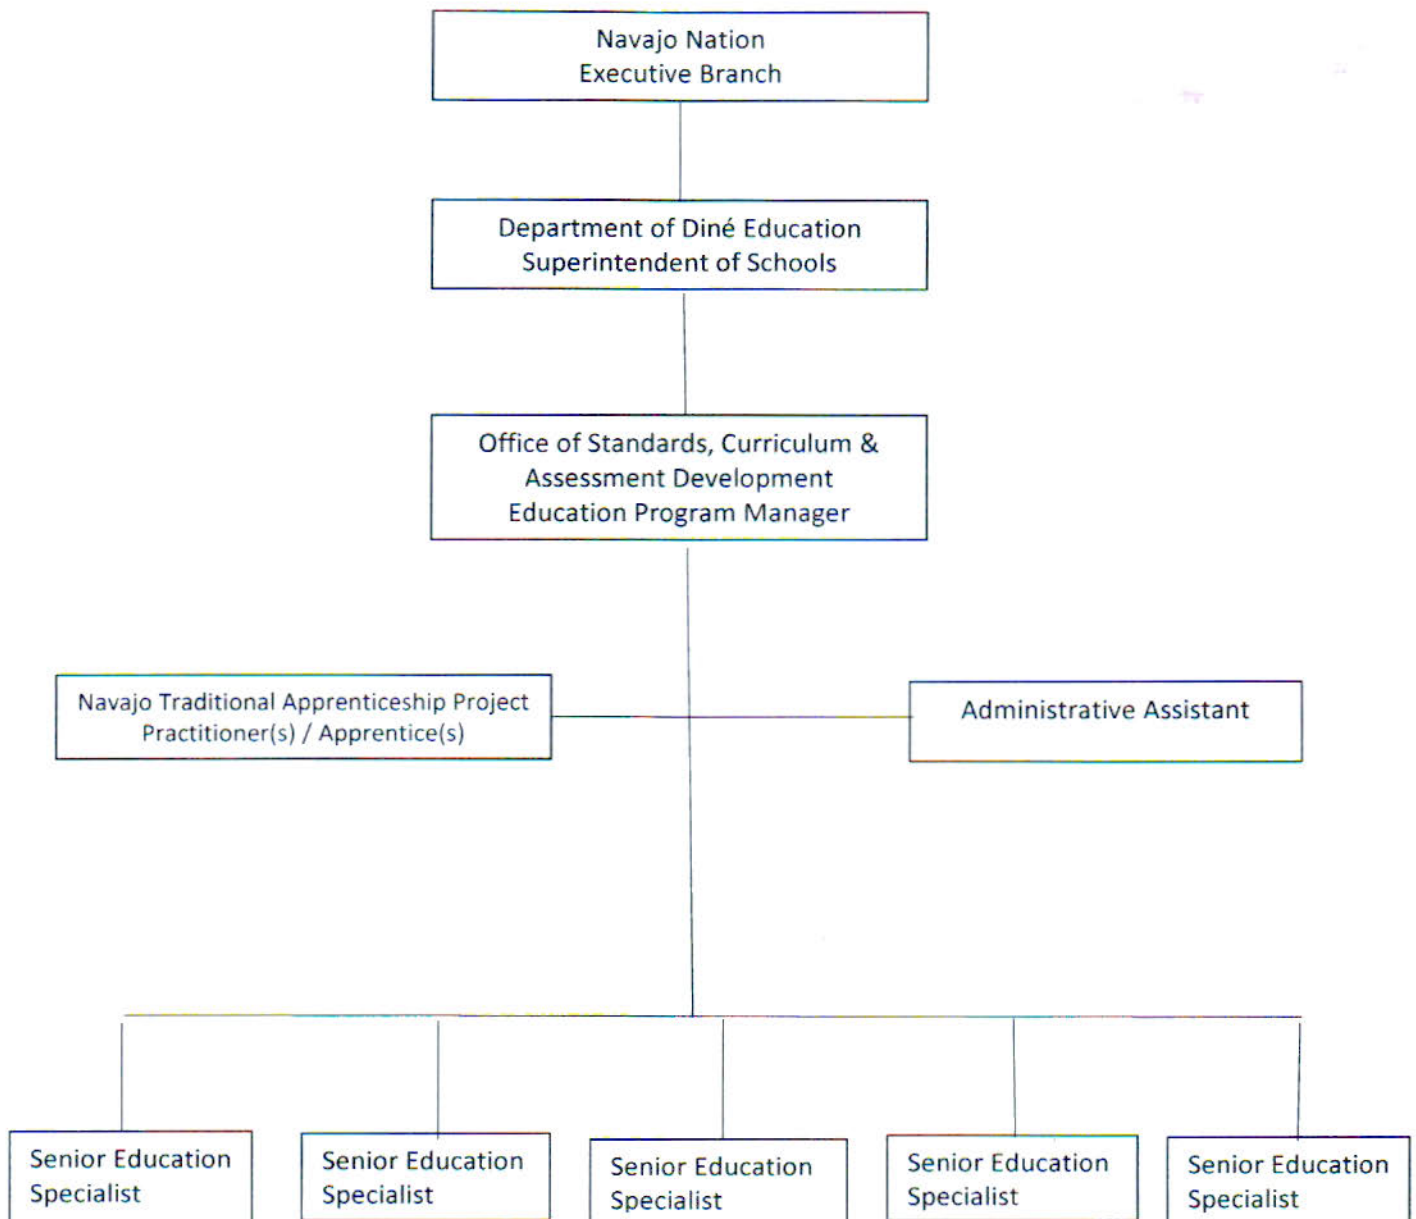 Navajo Nation
Executive Branch
Department of Diné Education
Superintendent of Schools
Office of Standards, Curriculum &
Assessment Development
Education Program Manager
Navajo Traditional Apprenticeship Project
Practitioner(s) / Apprentice(s)
Administrative Assistant
Senior Education
Specialist
Senior Education
Specialist
Senior Education
Specialist
Senior Education
Specialist
Senior Education
Specialist